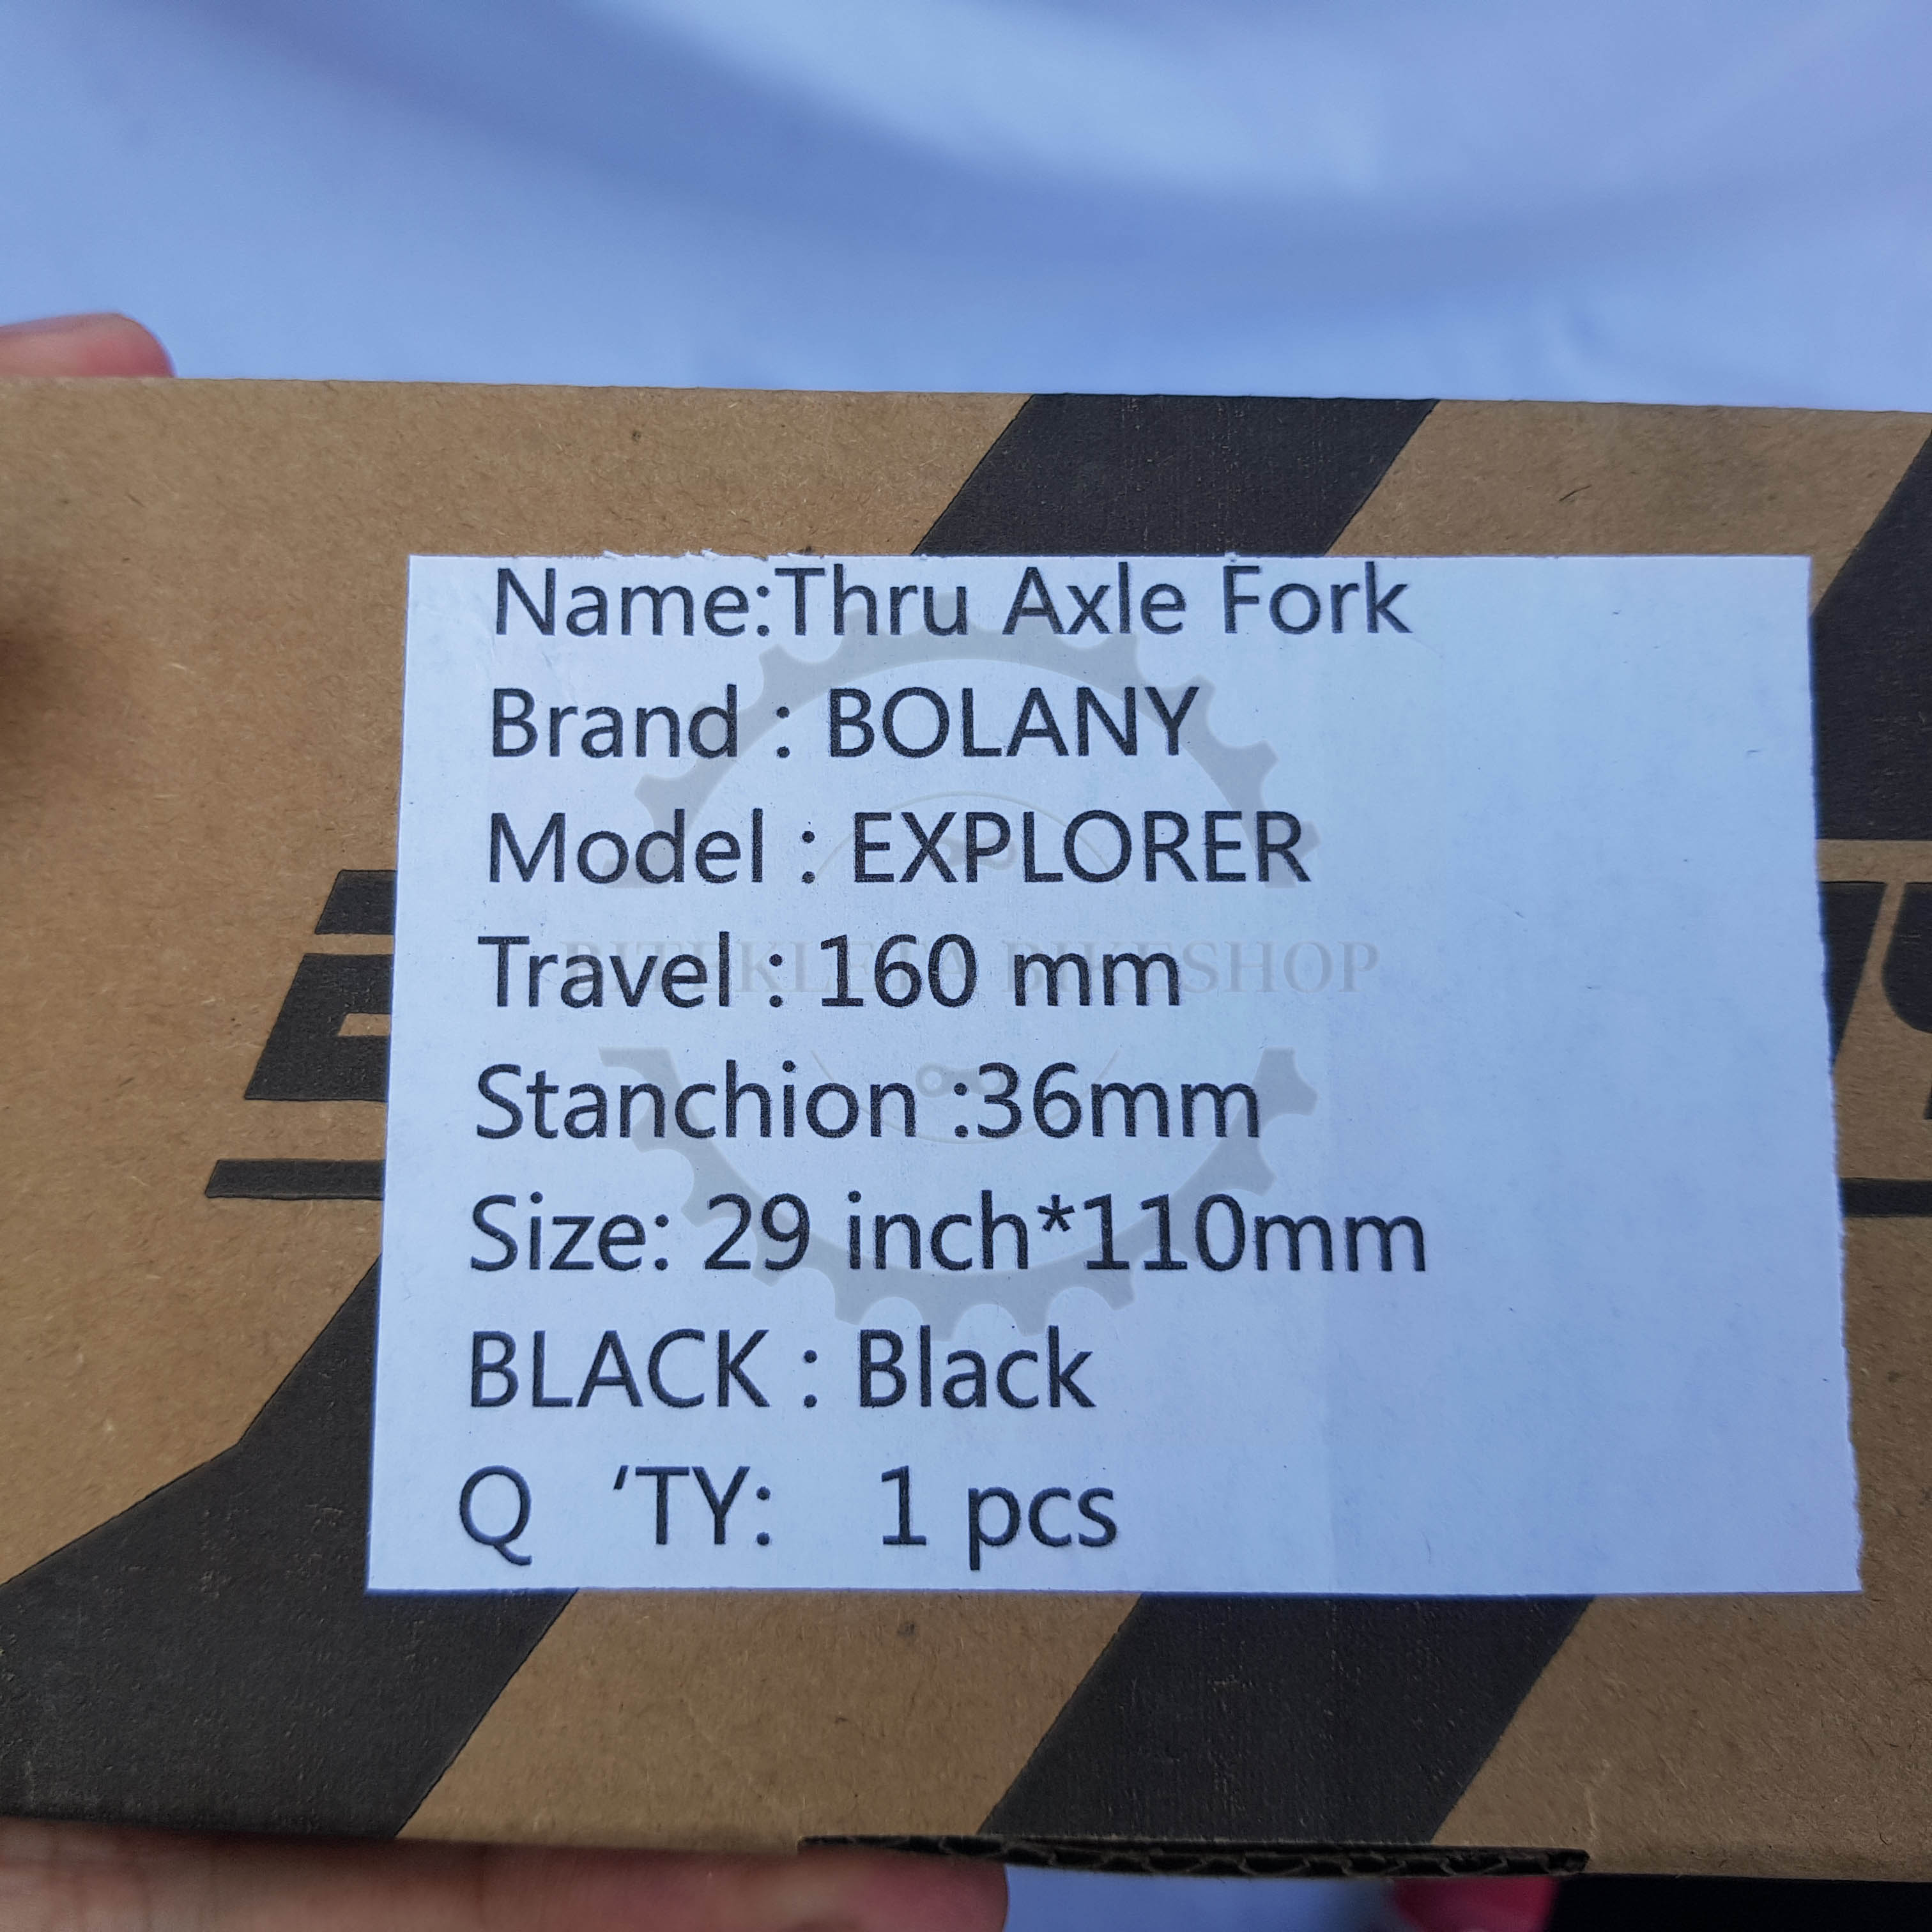 Name:Thru Axle Fork
Brand : BOLANY
Model : EXPLORER
Travel : 160 mm
BIKESHOP
Stanchion :36mm
Size: 29 inch*110mm
BLACK : Black
Q 'TY: 1 pcs